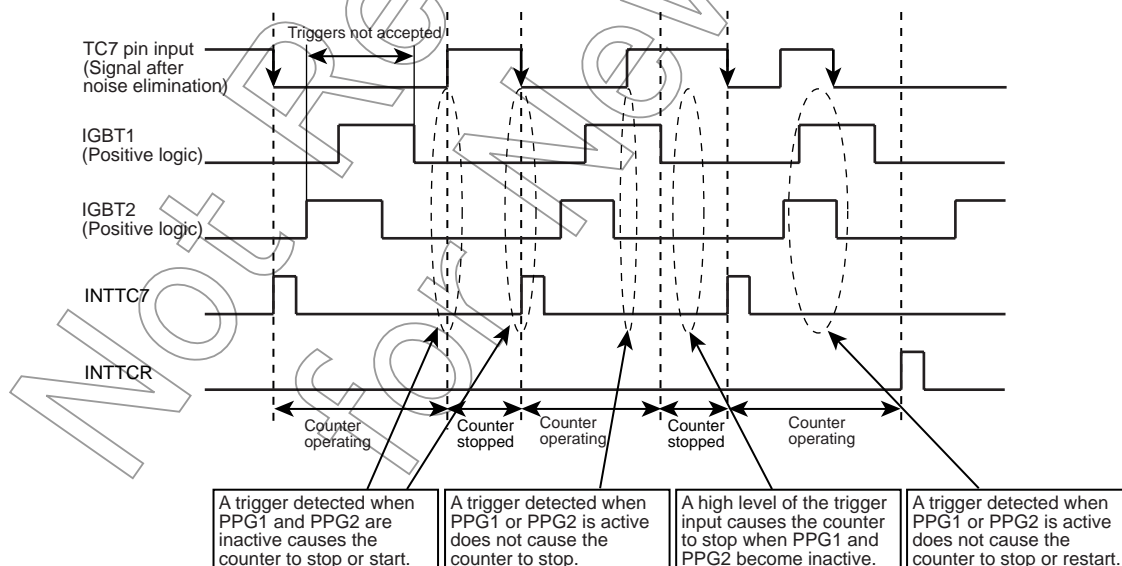 Triggers not accepted
TC7 pin input
(Signal after
noise elimination)
IGBT1
(Positive logic)
IGBT2
(Positive logic)
INTTC7
INTTCR
Counter
operating
Counter
stopped
Counter
operating
Counter
stopped
Counter
operating
A trigger detected when
PPG1 and PPG2 are
inactive causes the
counter to stop or start.
A trigger detected when
PPG1 or PPG2 is active
does not cause the
counter to stop.
A high level of the trigger
input causes the counter
to stop when PPG1 and
PPG2 become inactive.
A trigger detected when
PPG1 or PPG2 is active
does not cause the
counter to stop or restart.
Not Re
for New